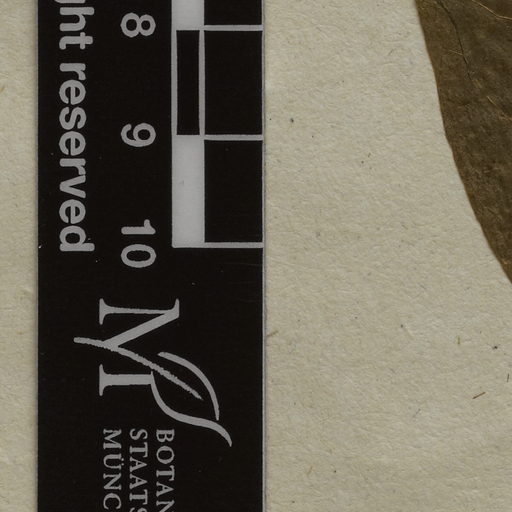 ght reserved
8
9
10
M
BOTAN
STAATS
MÜNC